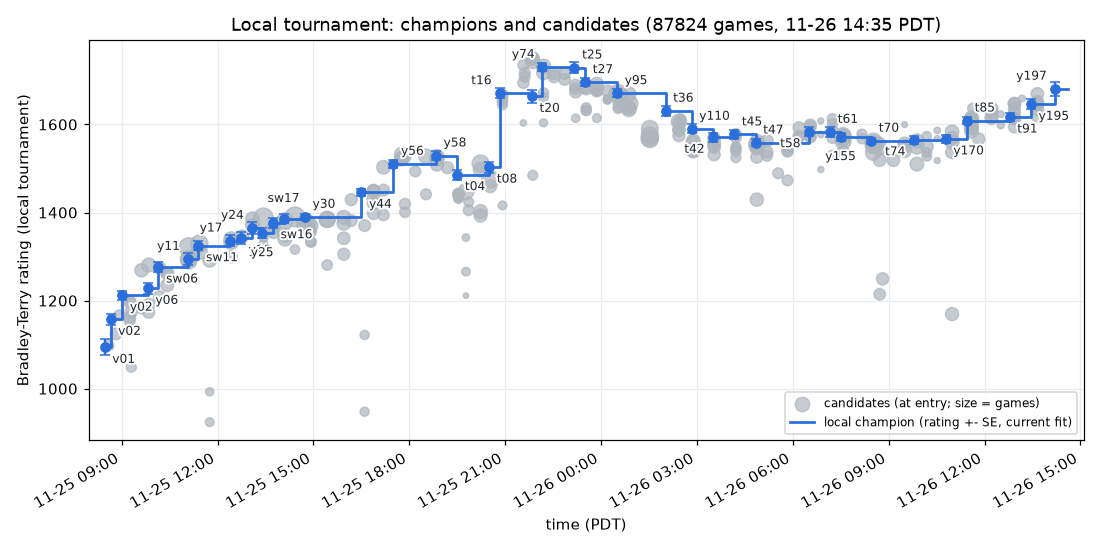 Local tournament: champions and candidates (87824 games, 11-26 14:35 PDT)
Bradley-Terry rating (local tournament)
1600
1400
1200
1000
v01
v02
y02
y06
y11
sw06
y17
sw11
y24
y25
sw17
sw16
y30
y44
y56
y58
t04
t08
t16
t20
y74
t25
t27
y95
t36
t42
y110
t45
t47
t58
t61
y155
t70
t74
y170
t85
t91
y195
y197
candidates (at entry; size = games)
local champion (rating +- SE, current fit)
11-25 09:00
11-25 12:00
11-25 15:00
11-25 18:00
11-25 21:00
11-26 00:00
11-26 03:00
11-26 06:00
11-26 09:00
11-26 12:00
11-26 15:00
time (PDT)